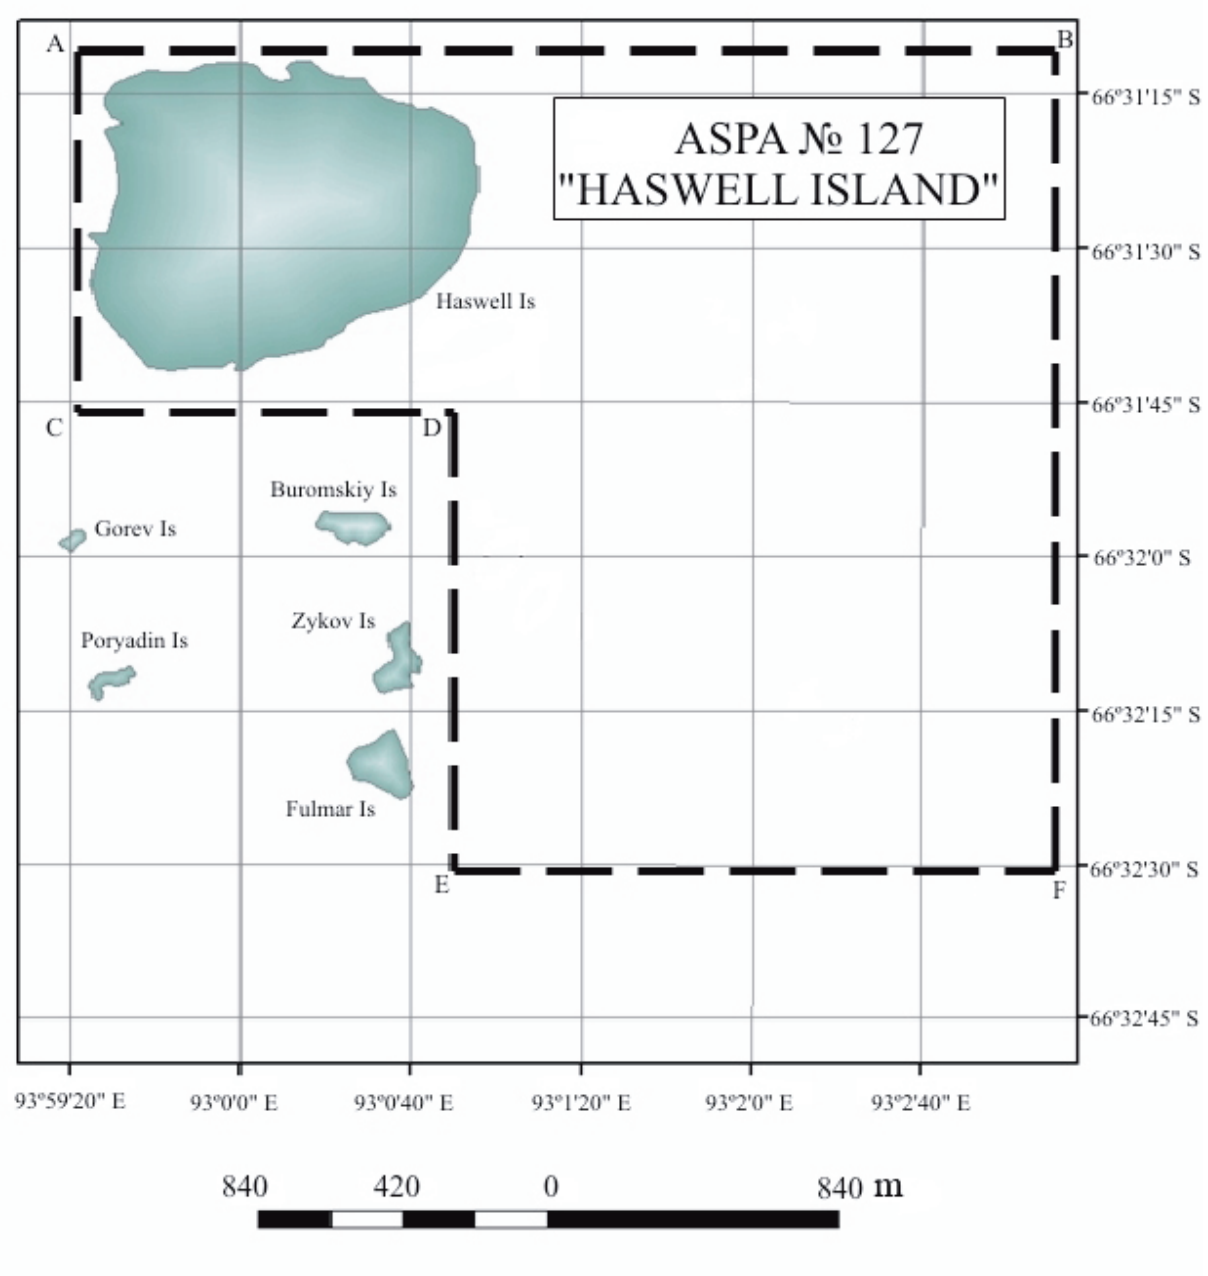 A
B
66°31'15" S
ASPA № 127
"HASWELL ISLAND"
66°31'30" S
Haswell Is
66°31'45" S
C
D
Buromskiy Is
Gorev Is
66°32'0" S
Zykov Is
Poryadin Is
66°32'15" S
Fulmar Is
66°32'30" S
E
F
66°32'45" S
93°59'20" E
93°0'0" E
93°0'40" E
93°1'20" E
93°2'0" E
93°2'40" E
840 420 0 840 m